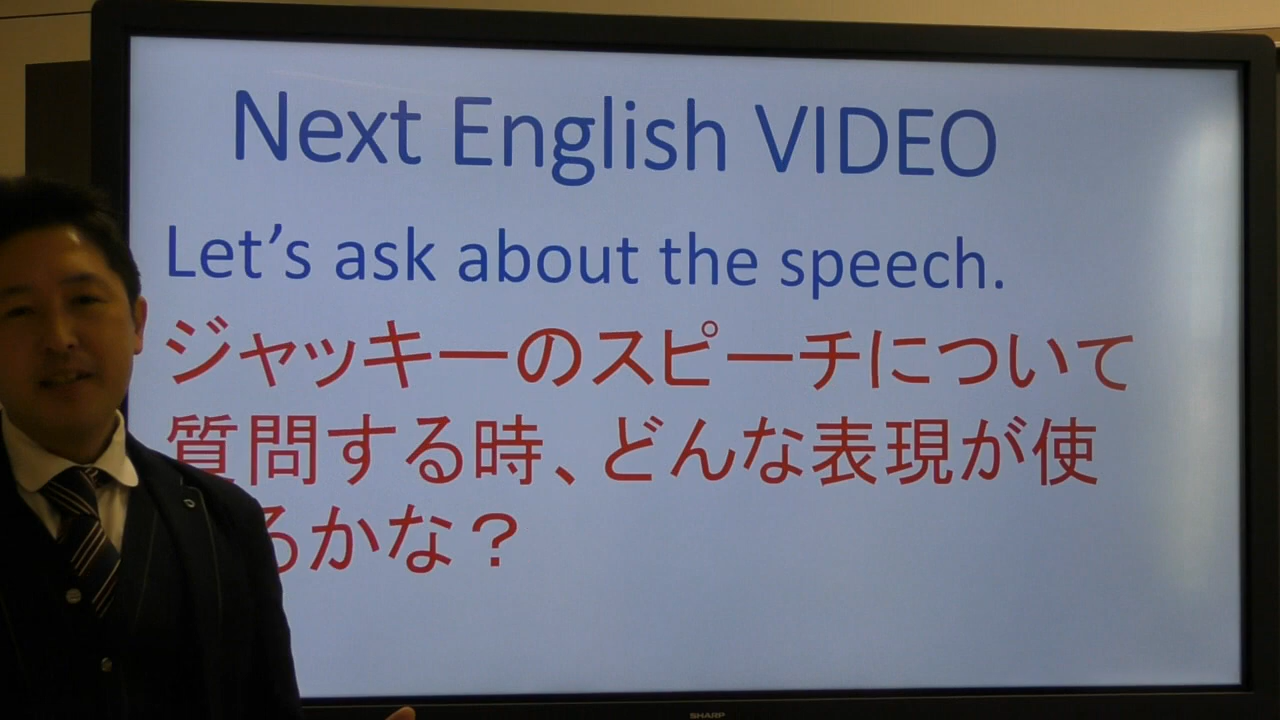 Next English VIDEO
Let's ask about the speech.
ジャッキーのスピーチについて
質問する時、どんな表現が使
るかな？
SHARP